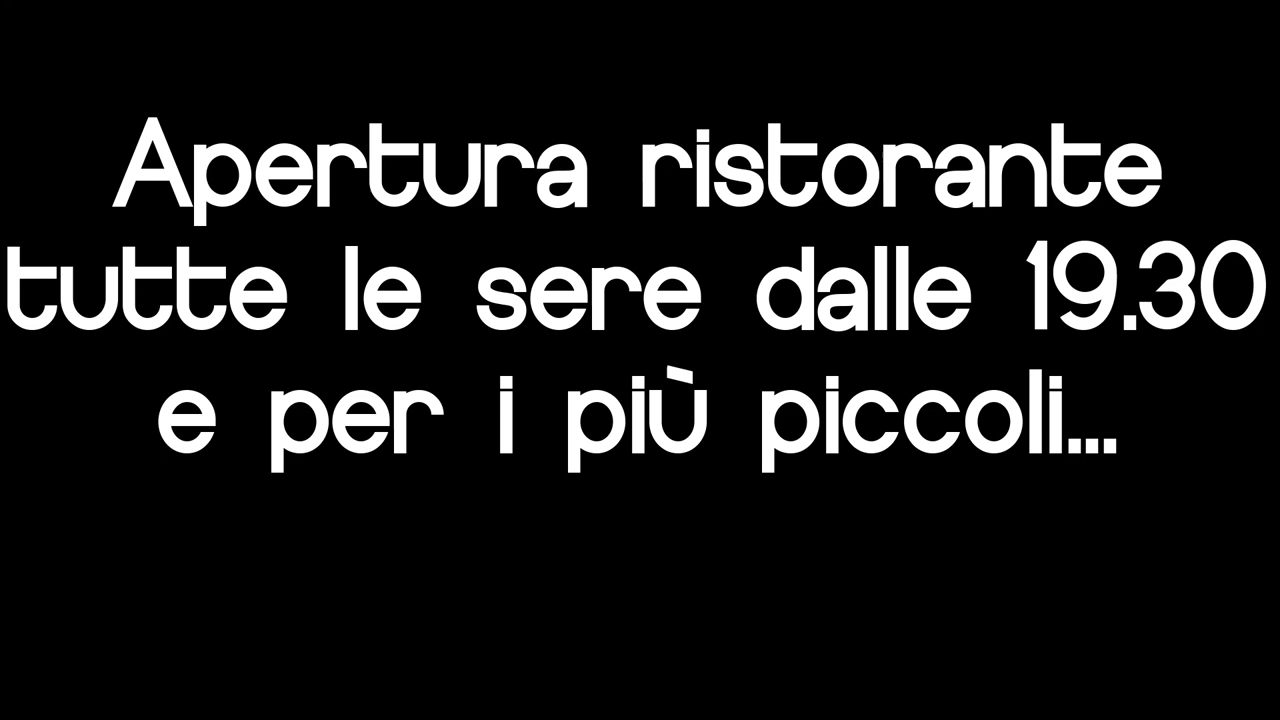 Apertura ristorante
tutte le sere dalle 19.30
e per i più piccoli...